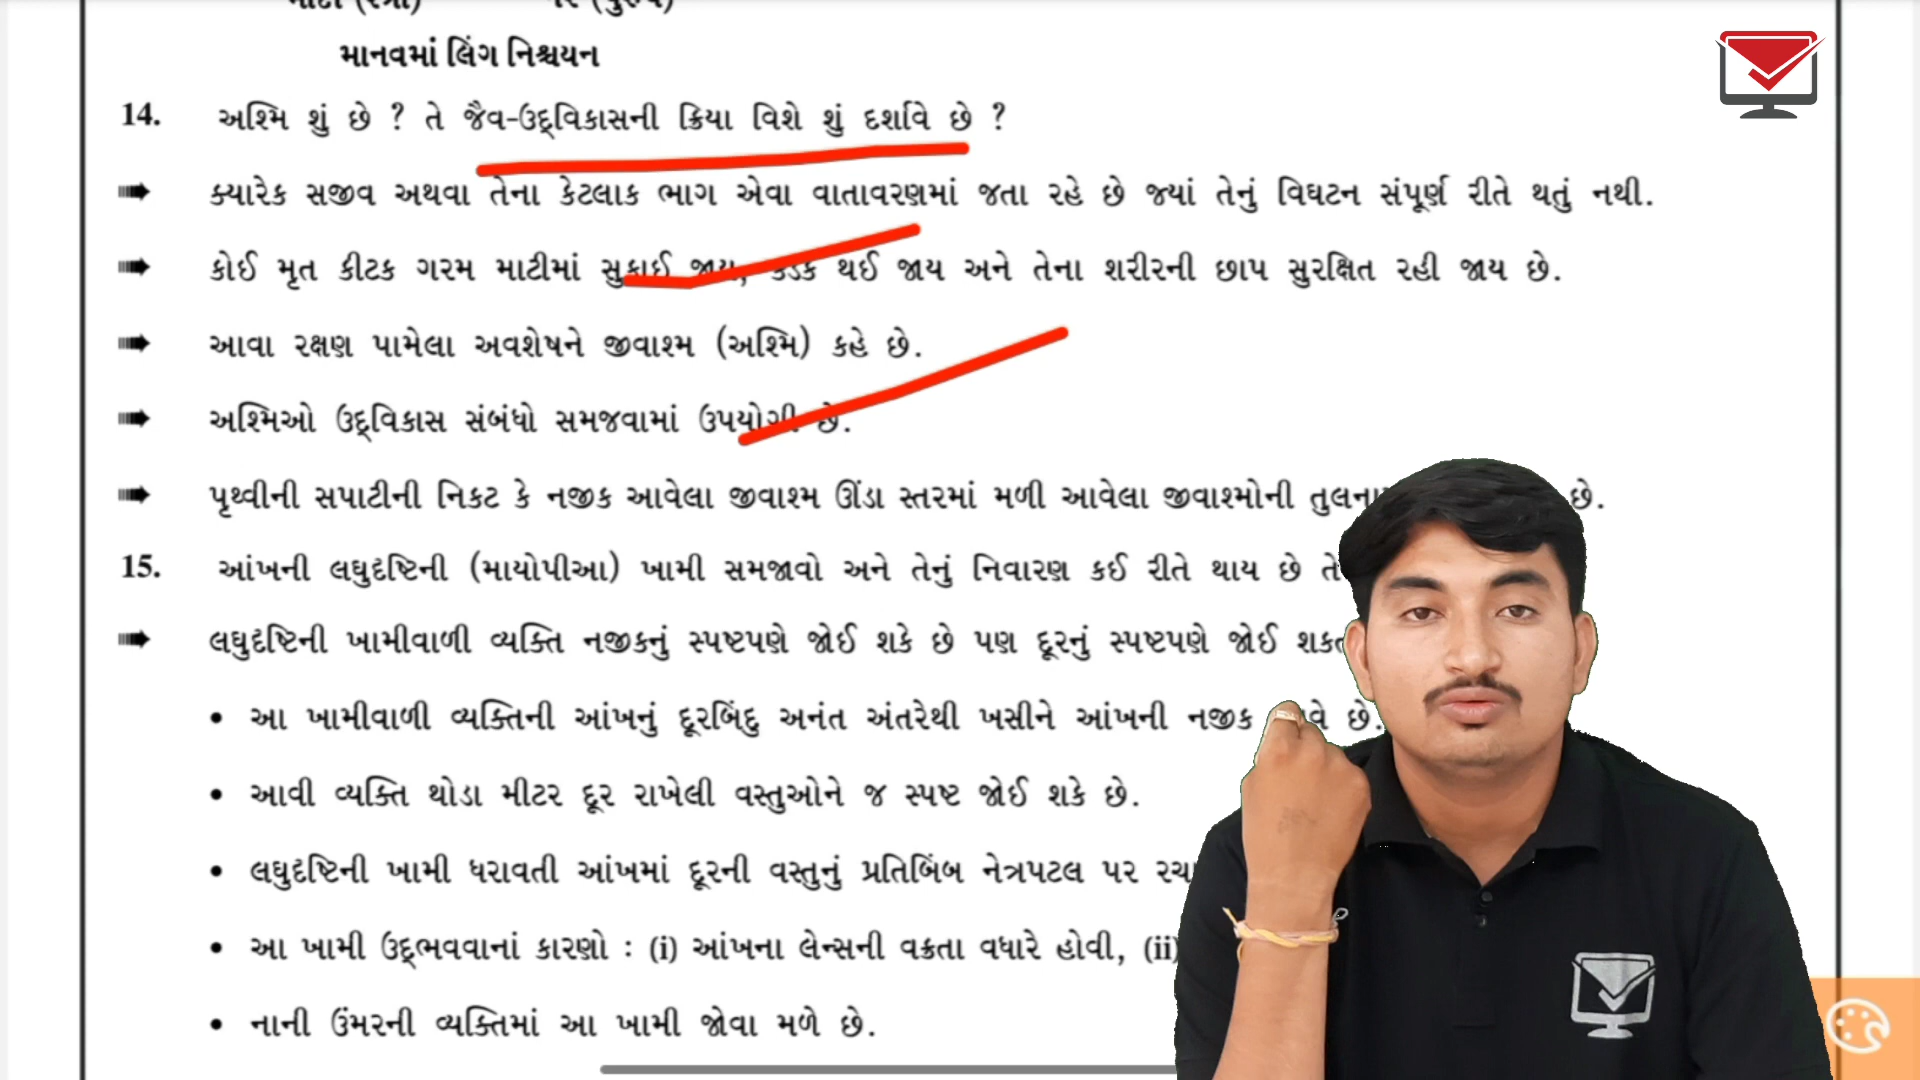 માનવમાં લિંગ નિશ્ચયન
14. અશ્મિ શું છે ? તે જૈવ-ઉદ્‌વિકાસની ક્રિયા વિશે શું દર્શાવે છે ?
ક્યારેક સજીવ અથવા તેના કેટલાક ભાગ એવા વાતાવરણમાં જતા રહે છે જ્યાં તેનું વિઘટન સંપૂર્ણ રીતે થતું નથી.
કોઈ મૃત કીટક ગરમ માટીમાં સુકાઈ જાય, કડક થઈ જાય અને તેના શરીરની છાપ સુરક્ષિત રહી જાય છે.
આવા રક્ષણ પામેલા અવશેષને જીવાશ્મ (અશ્મિ) કહે છે.
અશ્મિઓ ઉદ્‌વિકાસ સંબંધો સમજવામાં ઉપયોગી છે.
પૃથ્વીની સપાટીની નિકટ કે નજીક આવેલા જીવાશ્મ ઊંડા સ્તરમાં મળી આવેલા જીવાશ્મોની છે.
15. આંખની લઘુદૃષ્ટિની (માયોપીઆ) ખામી સમજાવો અને તેનું નિવારણ કઈ રીતે થાય છે તે
લઘુદૃષ્ટિની ખામીવાળી વ્યક્તિ નજીકનું સ્પષ્ટપણે જોઈ શકે છે પણ દૂરનું સ્પષ્ટપણે જોઈ
• આ ખામીવાળી વ્યક્તિની આંખનું દૂરબિંદુ અનંત અંતરેથી ખસીને આંખની નજીક છે.
• આવી વ્યક્તિ થોડા મીટર દૂર રાખેલી વસ્તુઓને જ સ્પષ્ટ જોઈ શકે છે.
• લઘુદૃષ્ટિની ખામી ધરાવતી આંખમાં દૂરની વસ્તુનું પ્રતિબિંબ નેત્રપટલ પર
• આ ખામી ઉદ્‌ભવવાનાં કારણો : (i) આંખના લેન્સની વક્રતા વધારે હોવી, (ii)
• નાની ઉંમરની વ્યક્તિમાં આ ખામી જોવા મળે છે.